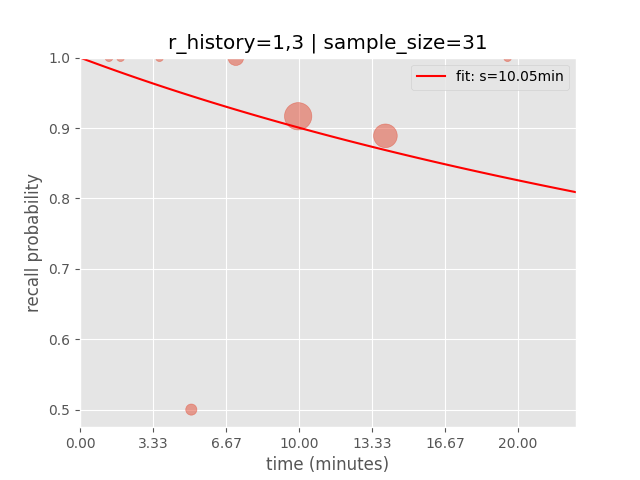 r_history=1,3 | sample_size=31
fit: s=10.05min
recall probability
1.0
0.9
0.8
0.7
0.6
0.5
0.00 3.33 6.67 10.00 13.33 16.67 20.00
time (minutes)